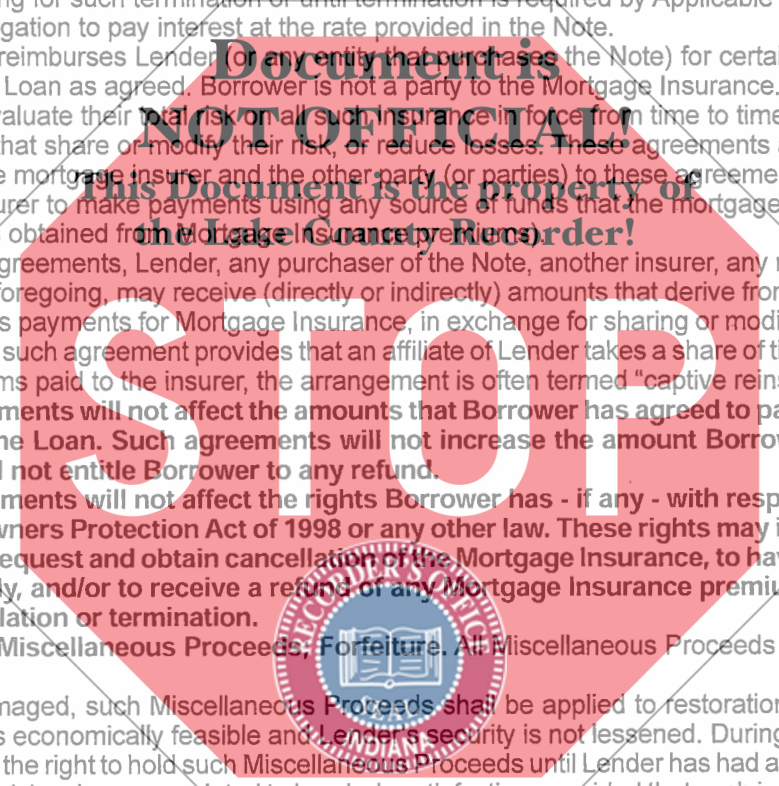 ng for such termination or until termination is required by Applicable
gation to pay interest at the rate provided in the Note.
reimburses Lender (or any entity that purchases the Note) for certa
Document is
Loan as agreed. Borrower is not a party to the Mortgage Insurance.
valuate their total risk on all such insurance in force from time to time
NOT OFFICIAL!
hat share or modify their risk, or reduce losses. These agreements
e mortgage insurer and the other party (or parties) to these agreeme
This Document is the property of
urer to make payments using any source of funds that the mortgage
obtained from Mortgage Insurance premiums).
the Lake County Recorder!
greements, Lender, any purchaser of the Note, another insurer, any
foregoing, may receive (directly or indirectly) amounts that derive fro
s payments for Mortgage Insurance, in exchange for sharing or modi
STOP
such agreement provides that an affiliate of Lender takes a share of t
ms paid to the insurer, the arrangement is often termed "captive rein
ments will not affect the amounts that Borrower has agreed to pa
he Loan. Such agreements will not increase the amount Borro
l not entitle Borrower to any refund.
ments will not affect the rights Borrower has - if any - with resp
wners Protection Act of 1998 or any other law. These rights may
equest and obtain cancellation of the Mortgage Insurance, to ha
ly, and/or to receive a refund of any Mortgage Insurance premiu
lation or termination.
RECORDER'S OFFICE
Miscellaneous Proceeds; Forfeiture. All Miscellaneous Proceeds
maged, such Miscellaneous Proceeds shall be applied to restoration
SEAL
s economically feasible and Lender's security is not lessened. During
INDIANA
the right to hold such Miscellaneous Proceeds until Lender has had a